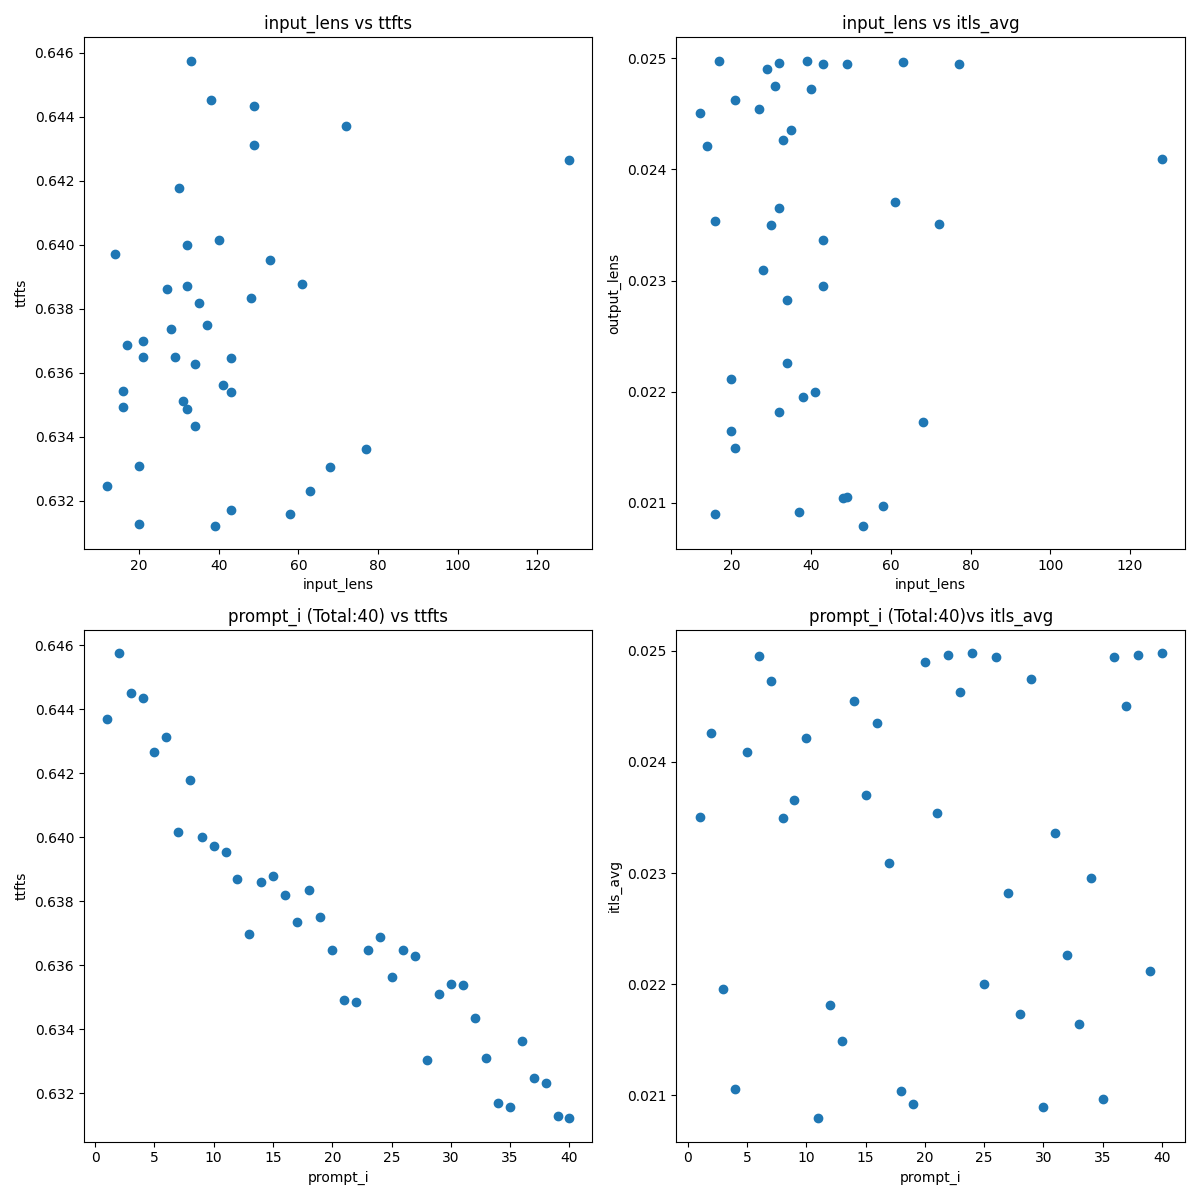 input_lens vs ttfts
0.646
0.644
0.642
0.640
0.638
0.636
0.634
0.632
ttfts
20 40 60 80 100 120
input_lens
input_lens vs itls_avg
0.025
0.024
0.023
0.022
0.021
output_lens
20 40 60 80 100 120
input_lens
prompt_i (Total:40) vs ttfts
0.646
0.644
0.642
0.640
0.638
0.636
0.634
0.632
ttfts
0 5 10 15 20 25 30 35 40
prompt_i
prompt_i (Total:40)vs itls_avg
0.025
0.024
0.023
0.022
0.021
itls_avg
0 5 10 15 20 25 30 35 40
prompt_i